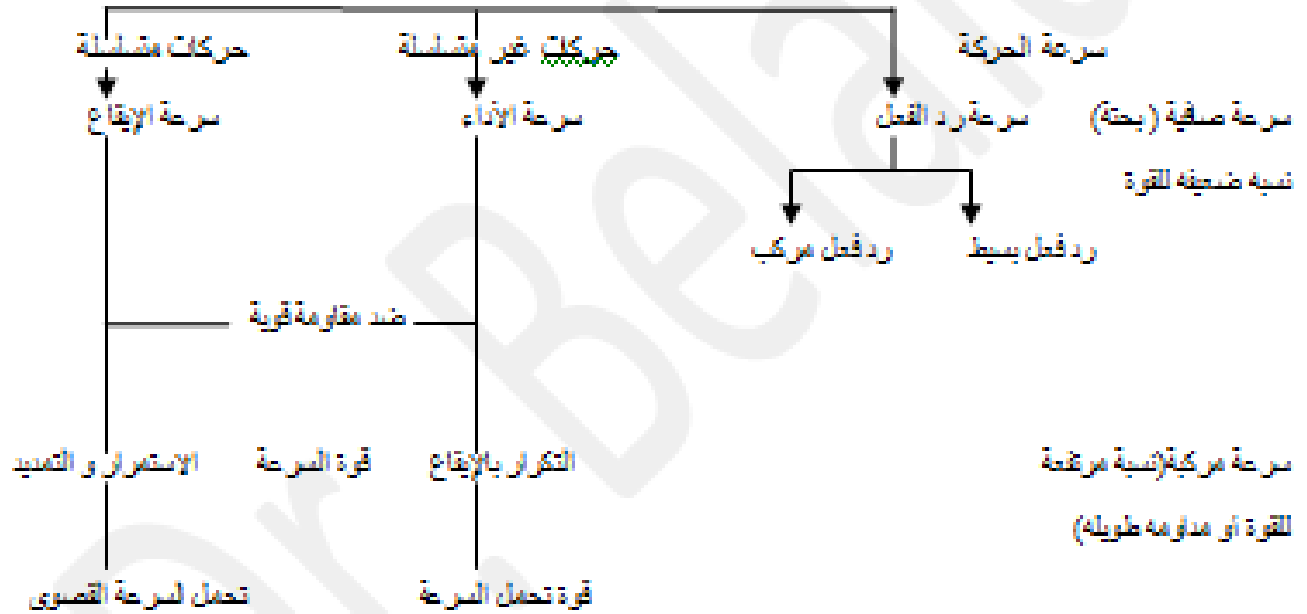 سرعة الحركة حركات غير متسلسلة حركات متسلسلة
سرعة صافية (بحتة) سرعة رد الفعل سرعة الأداء سرعة الإيقاع
نسبة ضعيفة للقوة
رد فعل بسيط رد فعل مركب
ضد مقاومة قوية
سرعة مركبة(نسبة مرتفعة التكرار بالإيقاع قوة السرعة الاستمرار و التمديد
للقوة أو مداومة طويلة)
قوة تحمل السرعة تحمل السرعة القصوى
Dr Bela